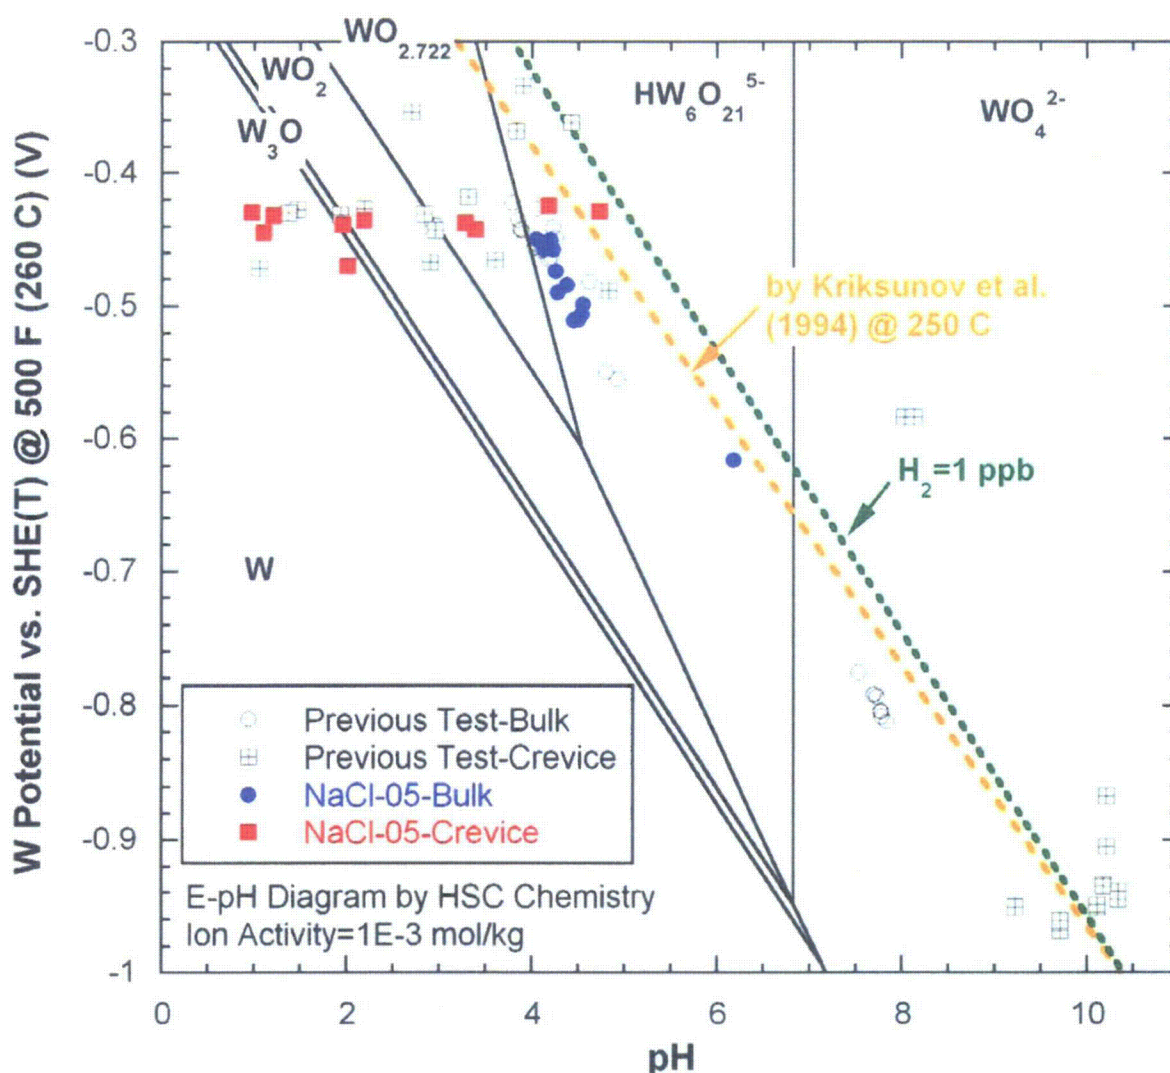 W Potential vs. SHE(T) @ 500 F (260 C) (V)
-0.3
-0.4
-0.5
-0.6
-0.7
-0.8
-0.9
-1
WO2.722
WO2
W3O
HW6O21 5-
WO4 2-
by Kriksunov et al.
(1994) @ 250 C
H2=1 ppb
W
Previous Test-Bulk
Previous Test-Crevice
NaCl-05-Bulk
NaCl-05-Crevice
E-pH Diagram by HSC Chemistry
Ion Activity=1E-3 mol/kg
0 2 4 6 8 10
pH